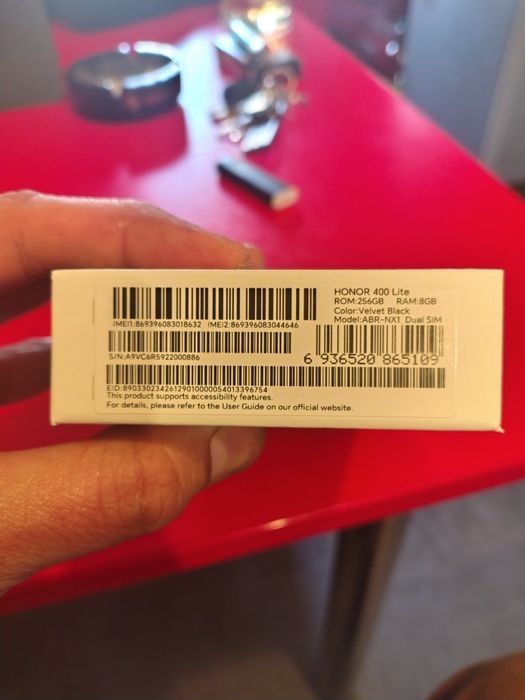 HONOR 400 Lite
ROM:256GB RAM:8GB
Color:Velvet Black
Model:ABR-NX1 Dual SIM
IMEI1:869396083018632 IMEI2:869396083044646
S/N:A9VC6R5922000886
6 936520 865109
EID:89033023426129010000054013396754
This product supports accessibility features.
For details, please refer to the User Guide on our official website.